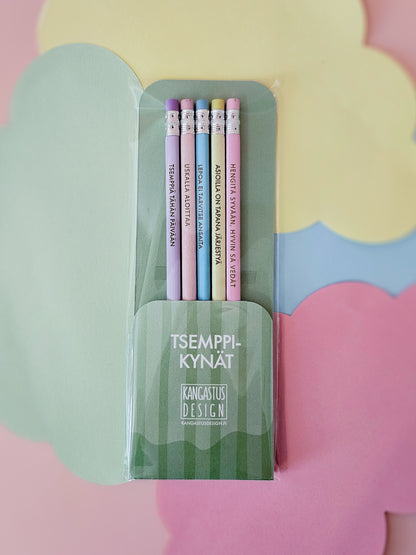 TSEMPPIÄ TÄHÄN PÄIVÄÄN
USKALLA ALOITTAA
LEPOA EI TARVITSE ANSAITA
ASIOILLA ON TAPANA JÄRJESTYÄ
HENGITÄ SYVÄÄN, HYVIN SÄ VEDÄT
TSEMPPI-
KYNÄT
KANGASTUS
DESIGN
KANGASTUSDESIGN.FI